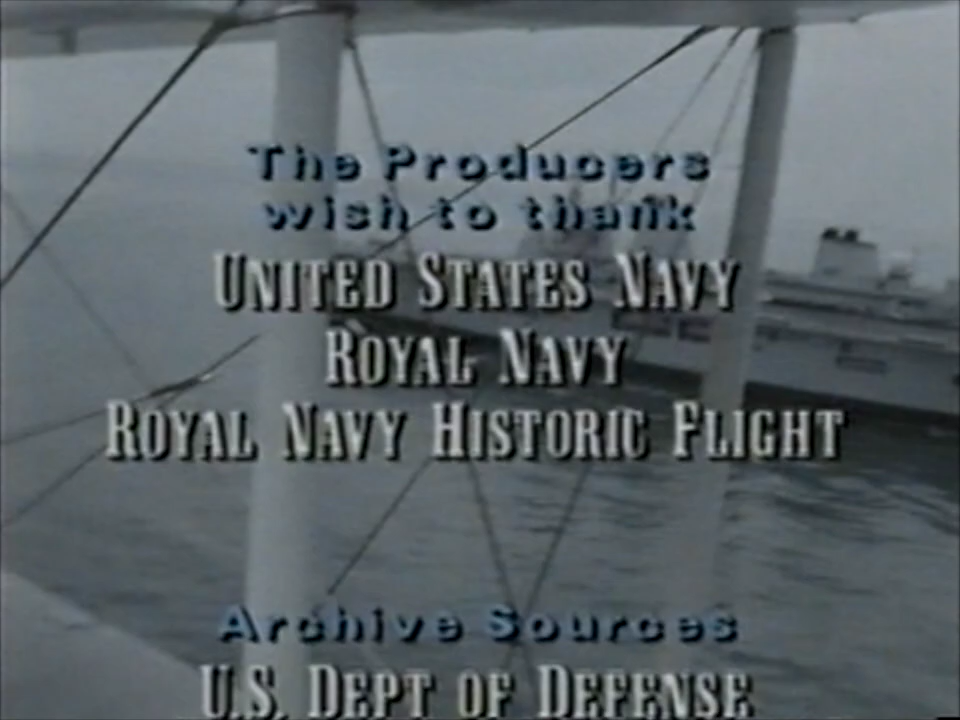 The Producers
wish to thank
UNITED STATES NAVY
ROYAL NAVY
ROYAL NAVY HISTORIC FLIGHT
Archive Sources
U.S. DEPT OF DEFENSE